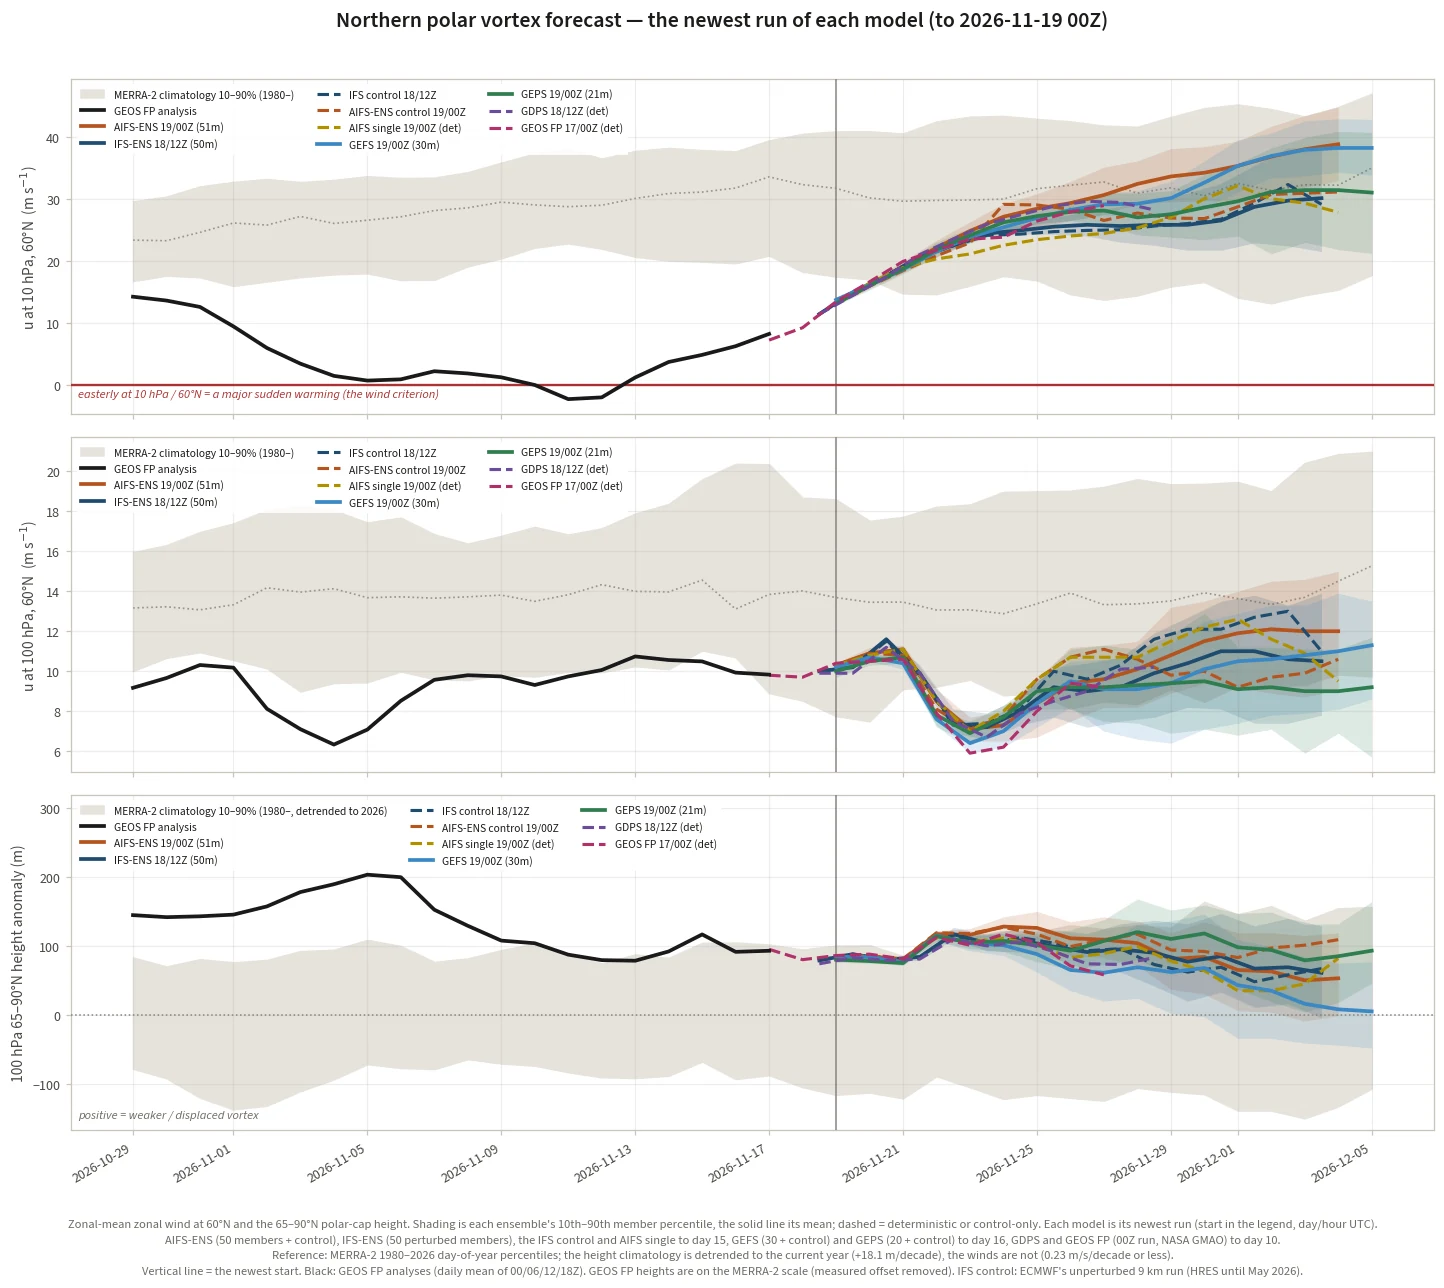 Northern polar vortex forecast — the newest run of each model (to 2026-11-19 00Z)
MERRA-2 climatology 10–90% (1980–)
GEOS FP analysis
AIFS-ENS 19/00Z (51m)
IFS-ENS 18/12Z (50m)
IFS control 18/12Z
AIFS-ENS control 19/00Z
AIFS single 19/00Z (det)
GEFS 19/00Z (30m)
GEPS 19/00Z (21m)
GDPS 18/12Z (det)
GEOS FP 17/00Z (det)
u at 10 hPa, 60°N (m s⁻¹)
40
30
20
10
0
easterly at 10 hPa / 60°N = a major sudden warming (the wind criterion)
MERRA-2 climatology 10–90% (1980–)
GEOS FP analysis
AIFS-ENS 19/00Z (51m)
IFS-ENS 18/12Z (50m)
IFS control 18/12Z
AIFS-ENS control 19/00Z
AIFS single 19/00Z (det)
GEFS 19/00Z (30m)
GEPS 19/00Z (21m)
GDPS 18/12Z (det)
GEOS FP 17/00Z (det)
u at 100 hPa, 60°N (m s⁻¹)
20
18
16
14
12
10
8
6
MERRA-2 climatology 10–90% (1980–, detrended to 2026)
GEOS FP analysis
AIFS-ENS 19/00Z (51m)
IFS-ENS 18/12Z (50m)
IFS control 18/12Z
AIFS-ENS control 19/00Z
AIFS single 19/00Z (det)
GEFS 19/00Z (30m)
GEPS 19/00Z (21m)
GDPS 18/12Z (det)
GEOS FP 17/00Z (det)
100 hPa 65–90°N height anomaly (m)
300
200
100
0
−100
positive = weaker / displaced vortex
2026-10-29
2026-11-01
2026-11-05
2026-11-09
2026-11-13
2026-11-17
2026-11-21
2026-11-25
2026-11-29
2026-12-01
2026-12-05
Zonal-mean zonal wind at 60°N and the 65–90°N polar-cap height. Shading is each ensemble's 10th–90th member percentile, the solid line its mean; dashed = deterministic or control-only. Each model is its newest run (start in the legend, day/hour UTC).
AIFS-ENS (50 members + control), IFS-ENS (50 perturbed members), the IFS control and AIFS single to day 15, GEFS (30 + control) and GEPS (20 + control) to day 16, GDPS and GEOS FP (00Z run, NASA GMAO) to day 10.
Reference: MERRA-2 1980–2026 day-of-year percentiles; the height climatology is detrended to the current year (+18.1 m/decade), the winds are not (0.23 m/s/decade or less).
Vertical line = the newest start. Black: GEOS FP analyses (daily mean of 00/06/12/18Z). GEOS FP heights are on the MERRA-2 scale (measured offset removed). IFS control: ECMWF's unperturbed 9 km run (HRES until May 2026).